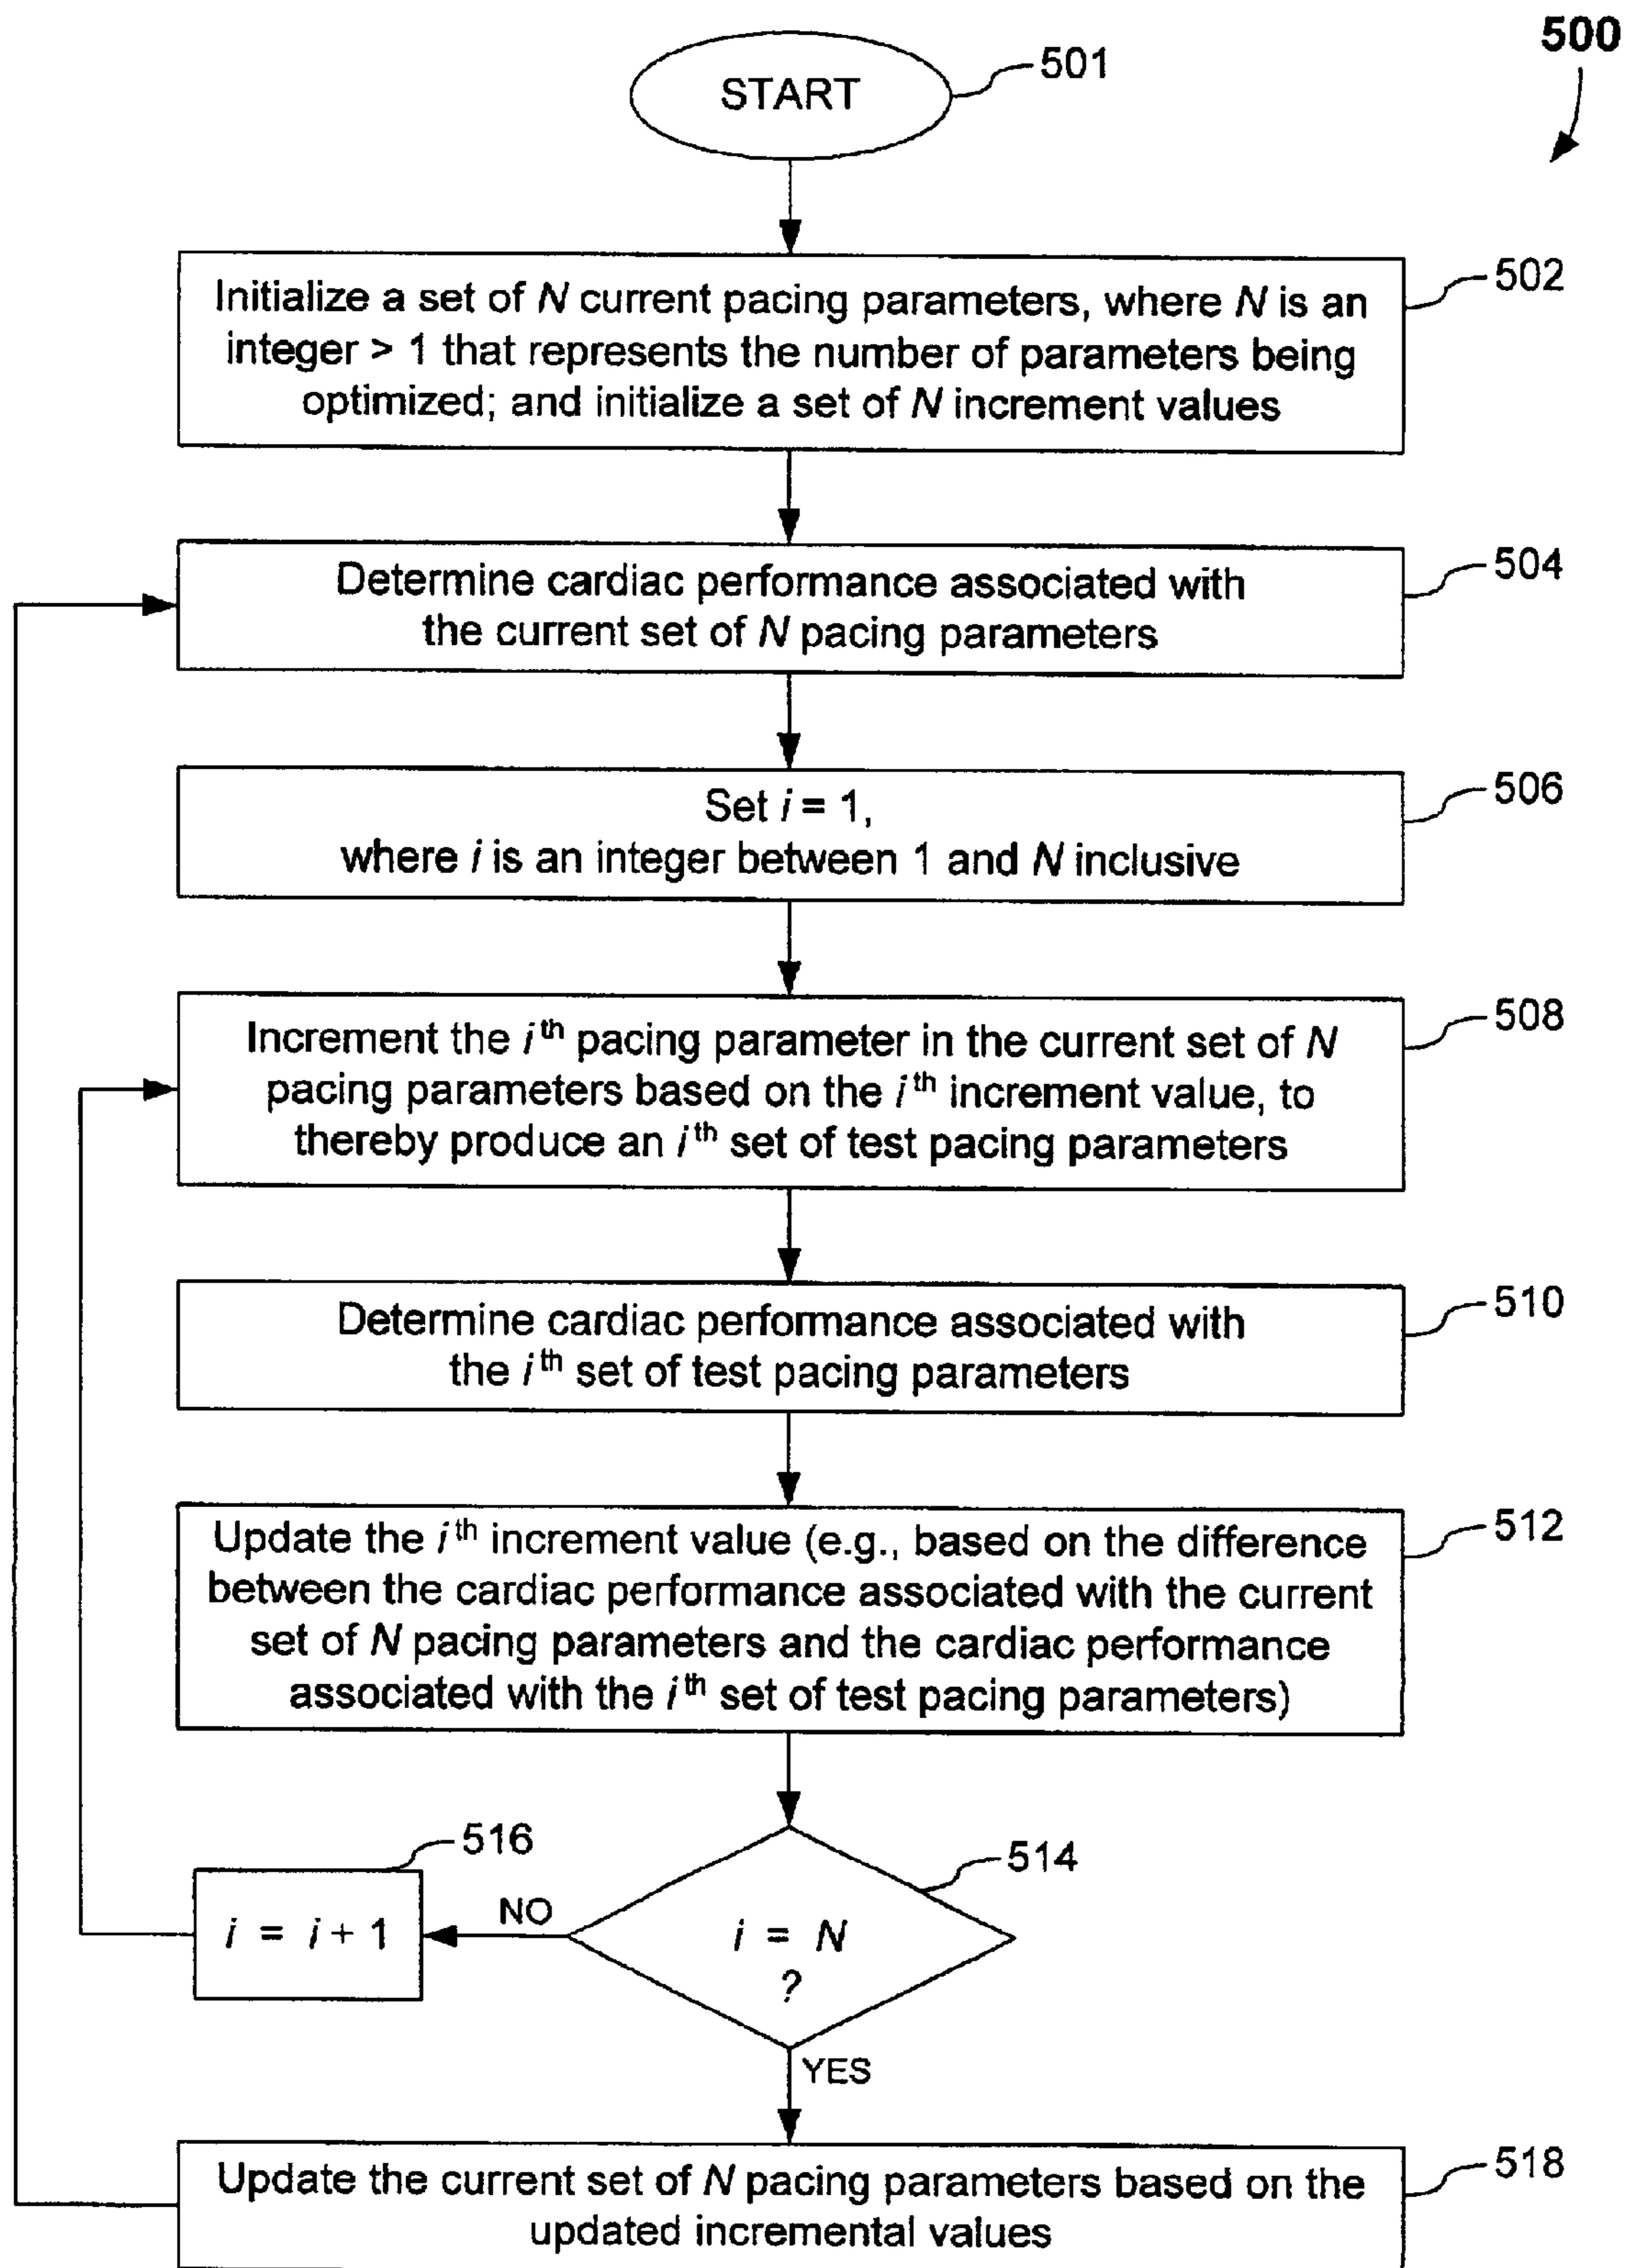 500
START
501
Initialize a set of N current pacing parameters, where N is an
integer > 1 that represents the number of parameters being
optimized; and initialize a set of N increment values
502
Determine cardiac performance associated with
the current set of N pacing parameters
504
Set i = 1,
where i is an integer between 1 and N inclusive
506
Increment the i th pacing parameter in the current set of N
pacing parameters based on the i th increment value, to
thereby produce an i th set of test pacing parameters
508
Determine cardiac performance associated with
the i th set of test pacing parameters
510
Update the i th increment value (e.g., based on the difference
between the cardiac performance associated with the current
set of N pacing parameters and the cardiac performance
associated with the i th set of test pacing parameters)
512
516
514
i = i + 1
NO
i = N
?
YES
Update the current set of N pacing parameters based on the
updated incremental values
518